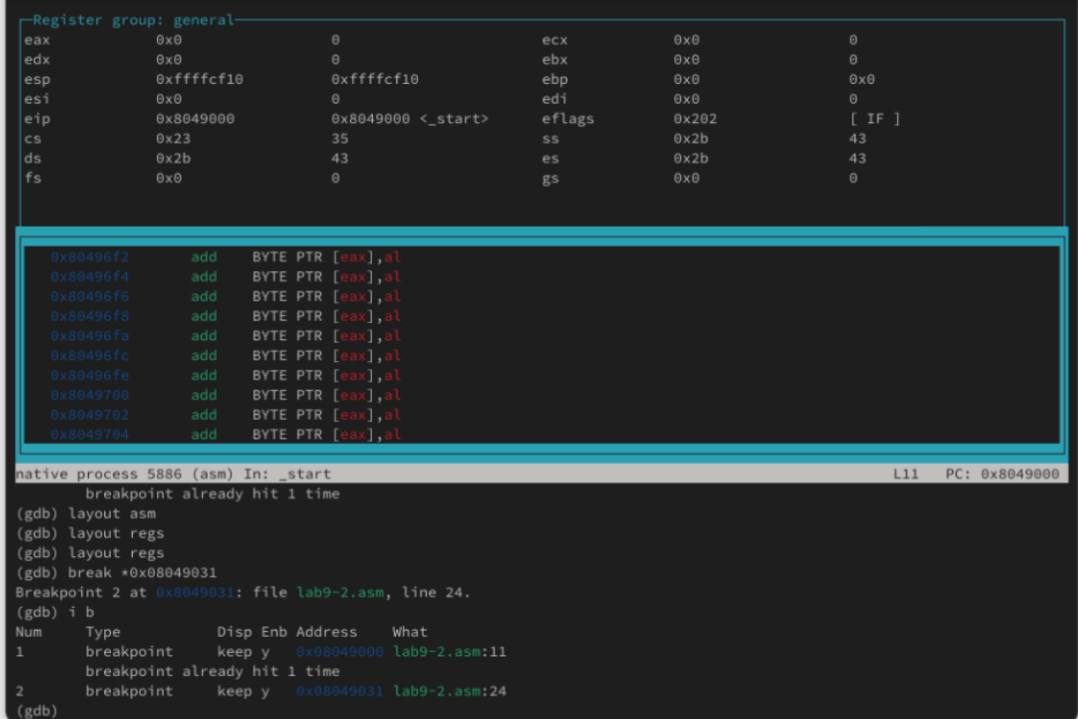 Register group: general
eax 0x0 0 ecx 0x0 0
edx 0x0 0 ebx 0x0 0
esp 0xffffcf10 0xffffcf10 ebp 0x0 0x0
esi 0x0 0 edi 0x0 0
eip 0x8049000 0x8049000 <_start> eflags 0x202 [ IF ]
cs 0x23 35 ss 0x2b 43
ds 0x2b 43 es 0x2b 43
fs 0x0 0 gs 0x0 0
0x80496f2 add BYTE PTR [eax],al
0x80496f4 add BYTE PTR [eax],al
0x80496f6 add BYTE PTR [eax],al
0x80496f8 add BYTE PTR [eax],al
0x80496fa add BYTE PTR [eax],al
0x80496fc add BYTE PTR [eax],al
0x80496fe add BYTE PTR [eax],al
0x8049700 add BYTE PTR [eax],al
0x8049702 add BYTE PTR [eax],al
0x8049704 add BYTE PTR [eax],al
native process 5886 (asm) In: _start L11 PC: 0x8049000
breakpoint already hit 1 time
(gdb) layout asm
(gdb) layout regs
(gdb) layout regs
(gdb) break *0x08049031
Breakpoint 2 at 0x8049031: file lab9-2.asm, line 24.
(gdb) i b
Num Type Disp Enb Address What
1 breakpoint keep y 0x08049000 lab9-2.asm:11
breakpoint already hit 1 time
2 breakpoint keep y 0x08049031 lab9-2.asm:24
(gdb)